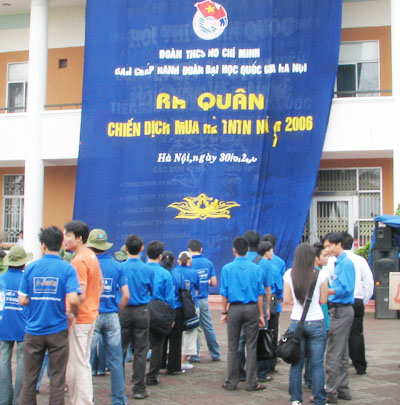 ĐOÀN TNCS HỒ CHÍ MINH
BAN CHẤP HÀNH ĐOÀN ĐẠI HỌC QUỐC GIA HÀ NỘI
RA QUÂN
CHIẾN DỊCH MÙA HÈ TNTN NĂM 2006
Hà Nội, ngày